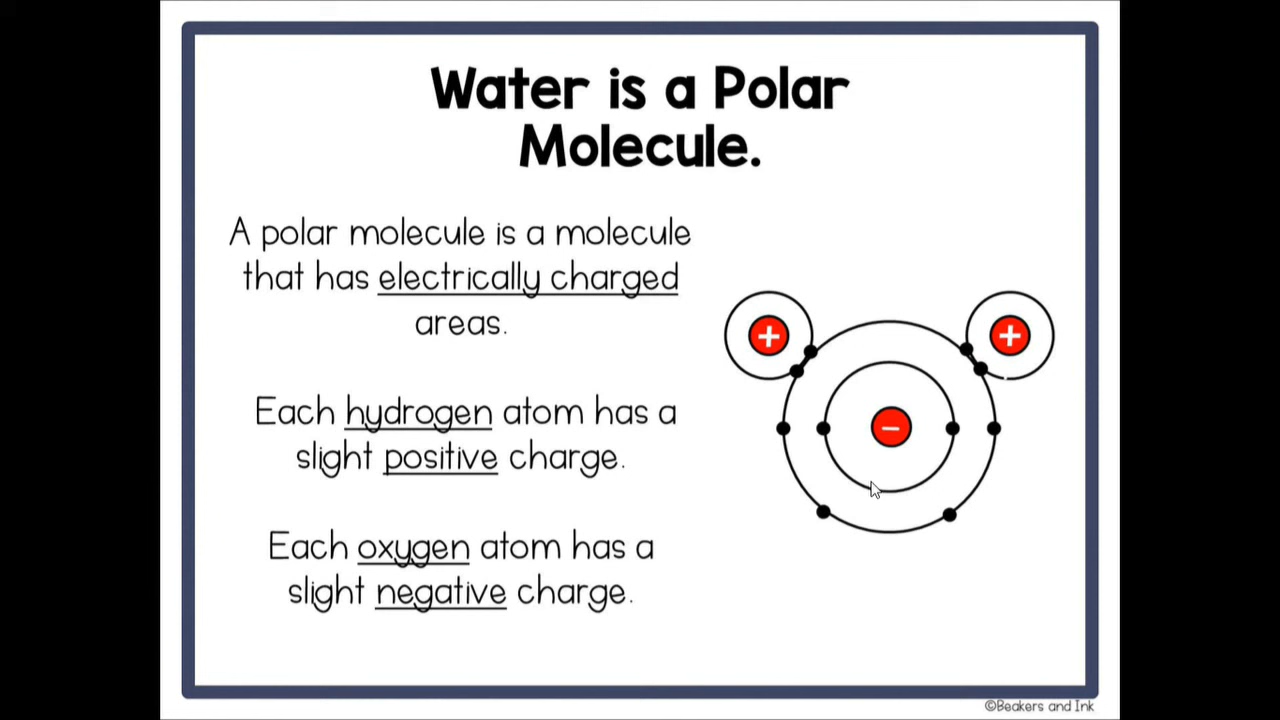 Water is a Polar
Molecule.
A polar molecule is a molecule
that has electrically charged
areas.
Each hydrogen atom has a
slight positive charge.
Each oxygen atom has a
slight negative charge.
+
+
−
©Beakers and Ink